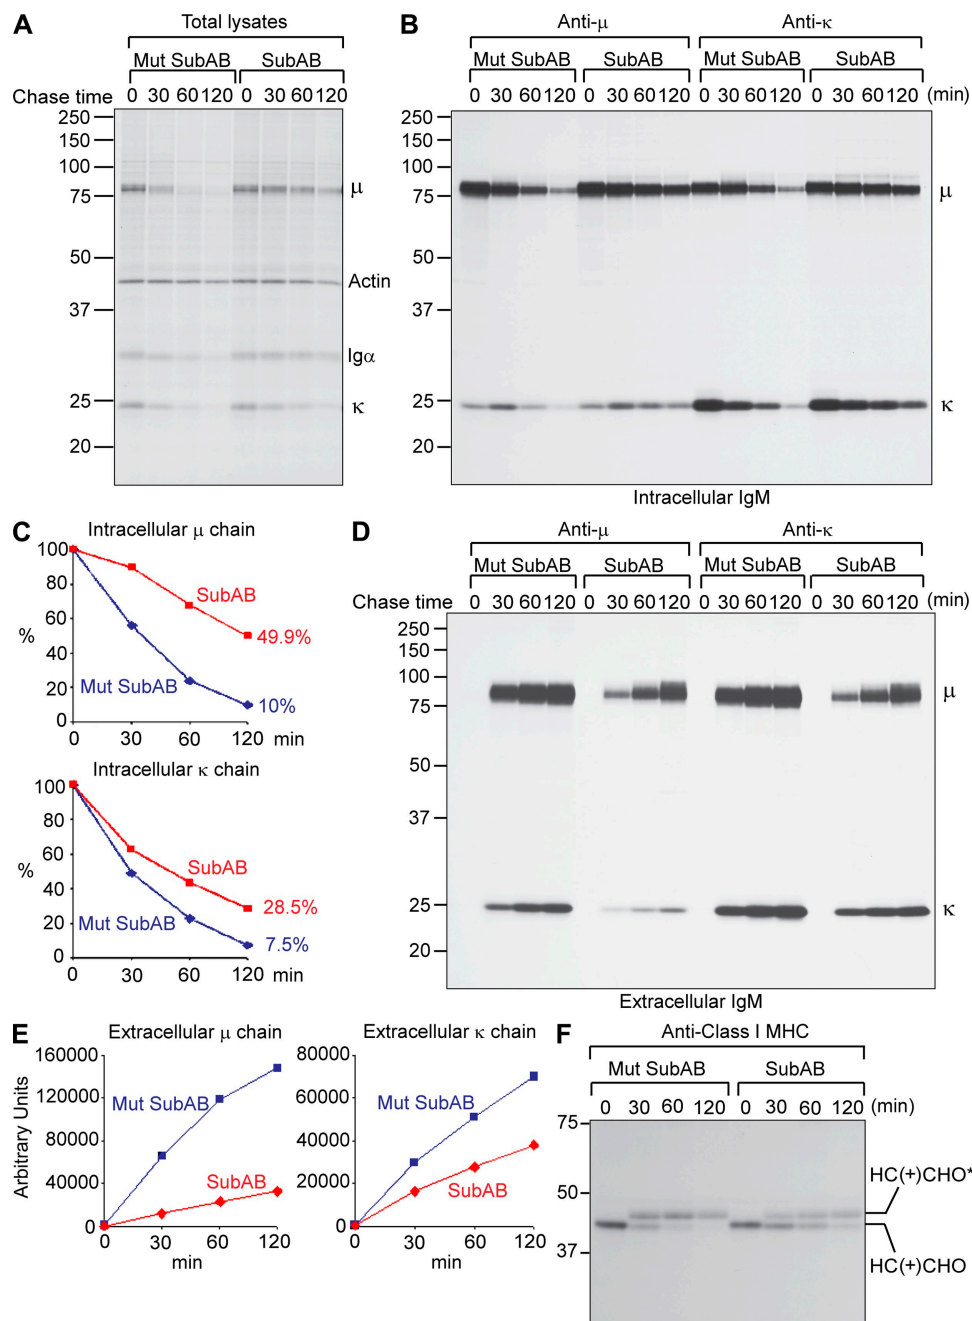 A
Total lysates
Mut SubAB SubAB
Chase time 0 30 60 120 0 30 60 120
250
150
100
75
50
37
25
20
μ
Actin
Igα
κ
B
Anti-μ Anti-κ
Mut SubAB SubAB Mut SubAB SubAB
0 30 60 120 0 30 60 120 0 30 60 120 0 30 60 120 (min)
250
150
100
75
50
37
25
20
μ
κ
Intracellular IgM
C
Intracellular μ chain
100
80
60
40
20
0
%
SubAB
49.9%
Mut SubAB
10%
0 30 60 120 min
Intracellular κ chain
100
80
60
40
20
0
%
SubAB
28.5%
Mut SubAB
7.5%
0 30 60 120 min
D
Anti-μ Anti-κ
Mut SubAB SubAB Mut SubAB SubAB
Chase time 0 30 60 120 0 30 60 120 0 30 60 120 0 30 60 120 (min)
250
150
100
75
50
37
25
20
μ
κ
Extracellular IgM
E
Extracellular μ chain
Arbitrary Units
160000
120000
80000
40000
0
Mut SubAB
SubAB
0 30 60 120
min
Extracellular κ chain
80000
60000
40000
20000
0
Mut SubAB
SubAB
0 30 60 120
min
F
Anti-Class I MHC
Mut SubAB SubAB
0 30 60 120 0 30 60 120 (min)
75
50
37
HC(+)CHO*
HC(+)CHO